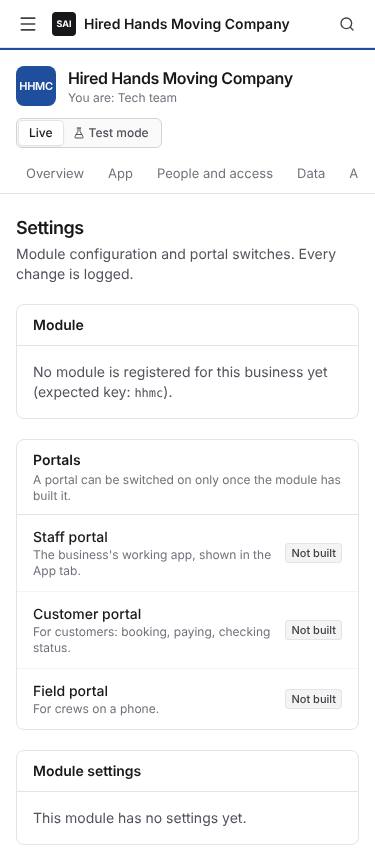 SAI Hired Hands Moving Company
HHMC
Hired Hands Moving Company
You are: Tech team
Live Test mode
Overview App People and access Data A
Settings
Module configuration and portal switches. Every
change is logged.
Module
No module is registered for this business yet
(expected key: hhmc).
Portals
A portal can be switched on only once the module has
built it.
Staff portal
The business's working app, shown in the
App tab.
Not built
Customer portal
For customers: booking, paying, checking
status.
Not built
Field portal
For crews on a phone.
Not built
Module settings
This module has no settings yet.